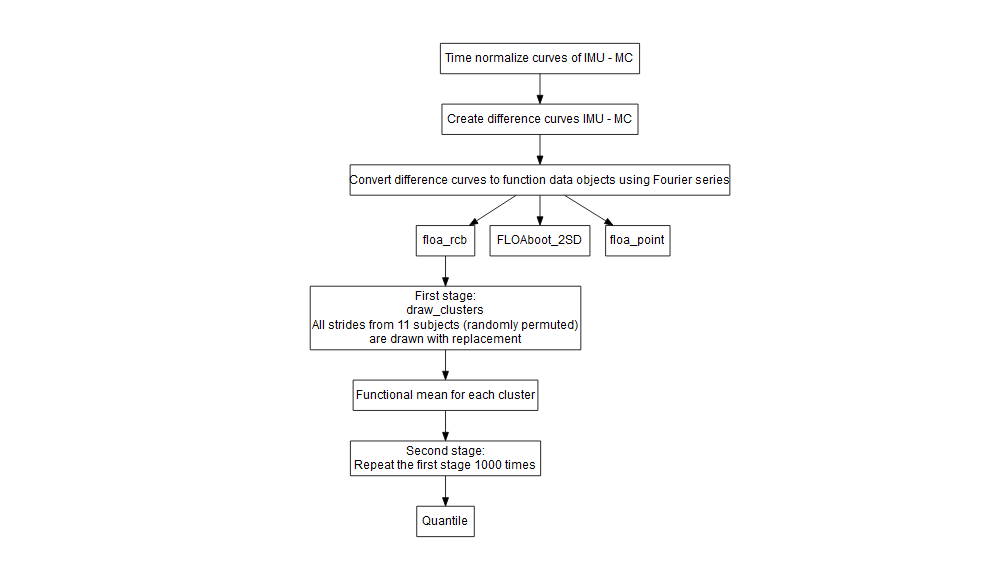 Time normalize curves of IMU - MC
Create difference curves IMU - MC
Convert difference curves to function data objects using Fourier series
floa_rcb
FLOAboot_2SD
floa_point
First stage:
draw_clusters
All strides from 11 subjects (randomly permuted)
are drawn with replacement
Functional mean for each cluster
Second stage:
Repeat the first stage 1000 times
Quantile